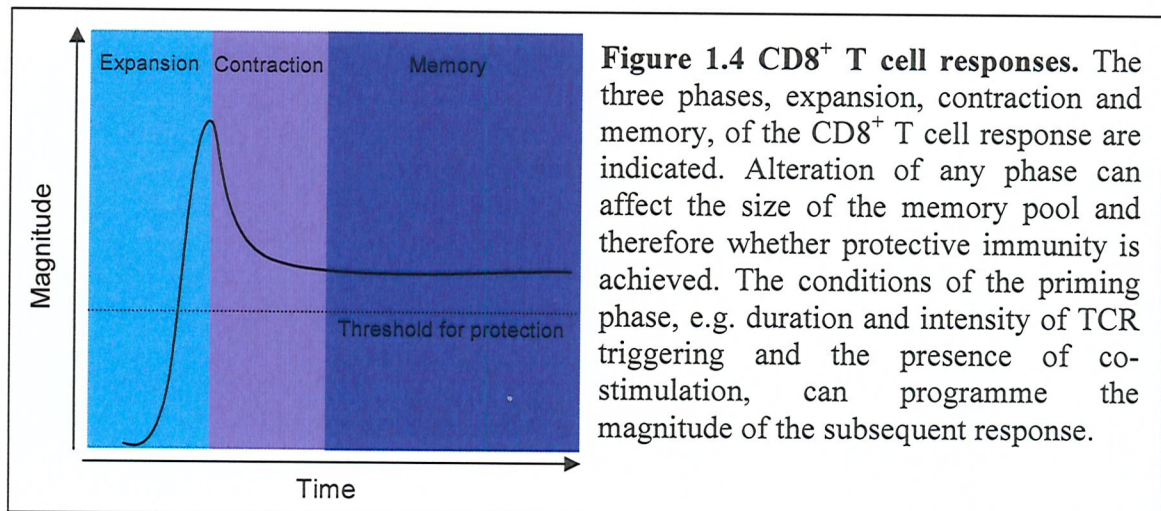 Expansion Contraction Memory
Magnitude
Threshold for protection
Time
Figure 1.4 CD8+ T cell responses. The
three phases, expansion, contraction and
memory, of the CD8+ T cell response are
indicated. Alteration of any phase can
affect the size of the memory pool and
therefore whether protective immunity is
achieved. The conditions of the priming
phase, e.g. duration and intensity of TCR
triggering and the presence of co-
stimulation, can programme the
magnitude of the subsequent response.